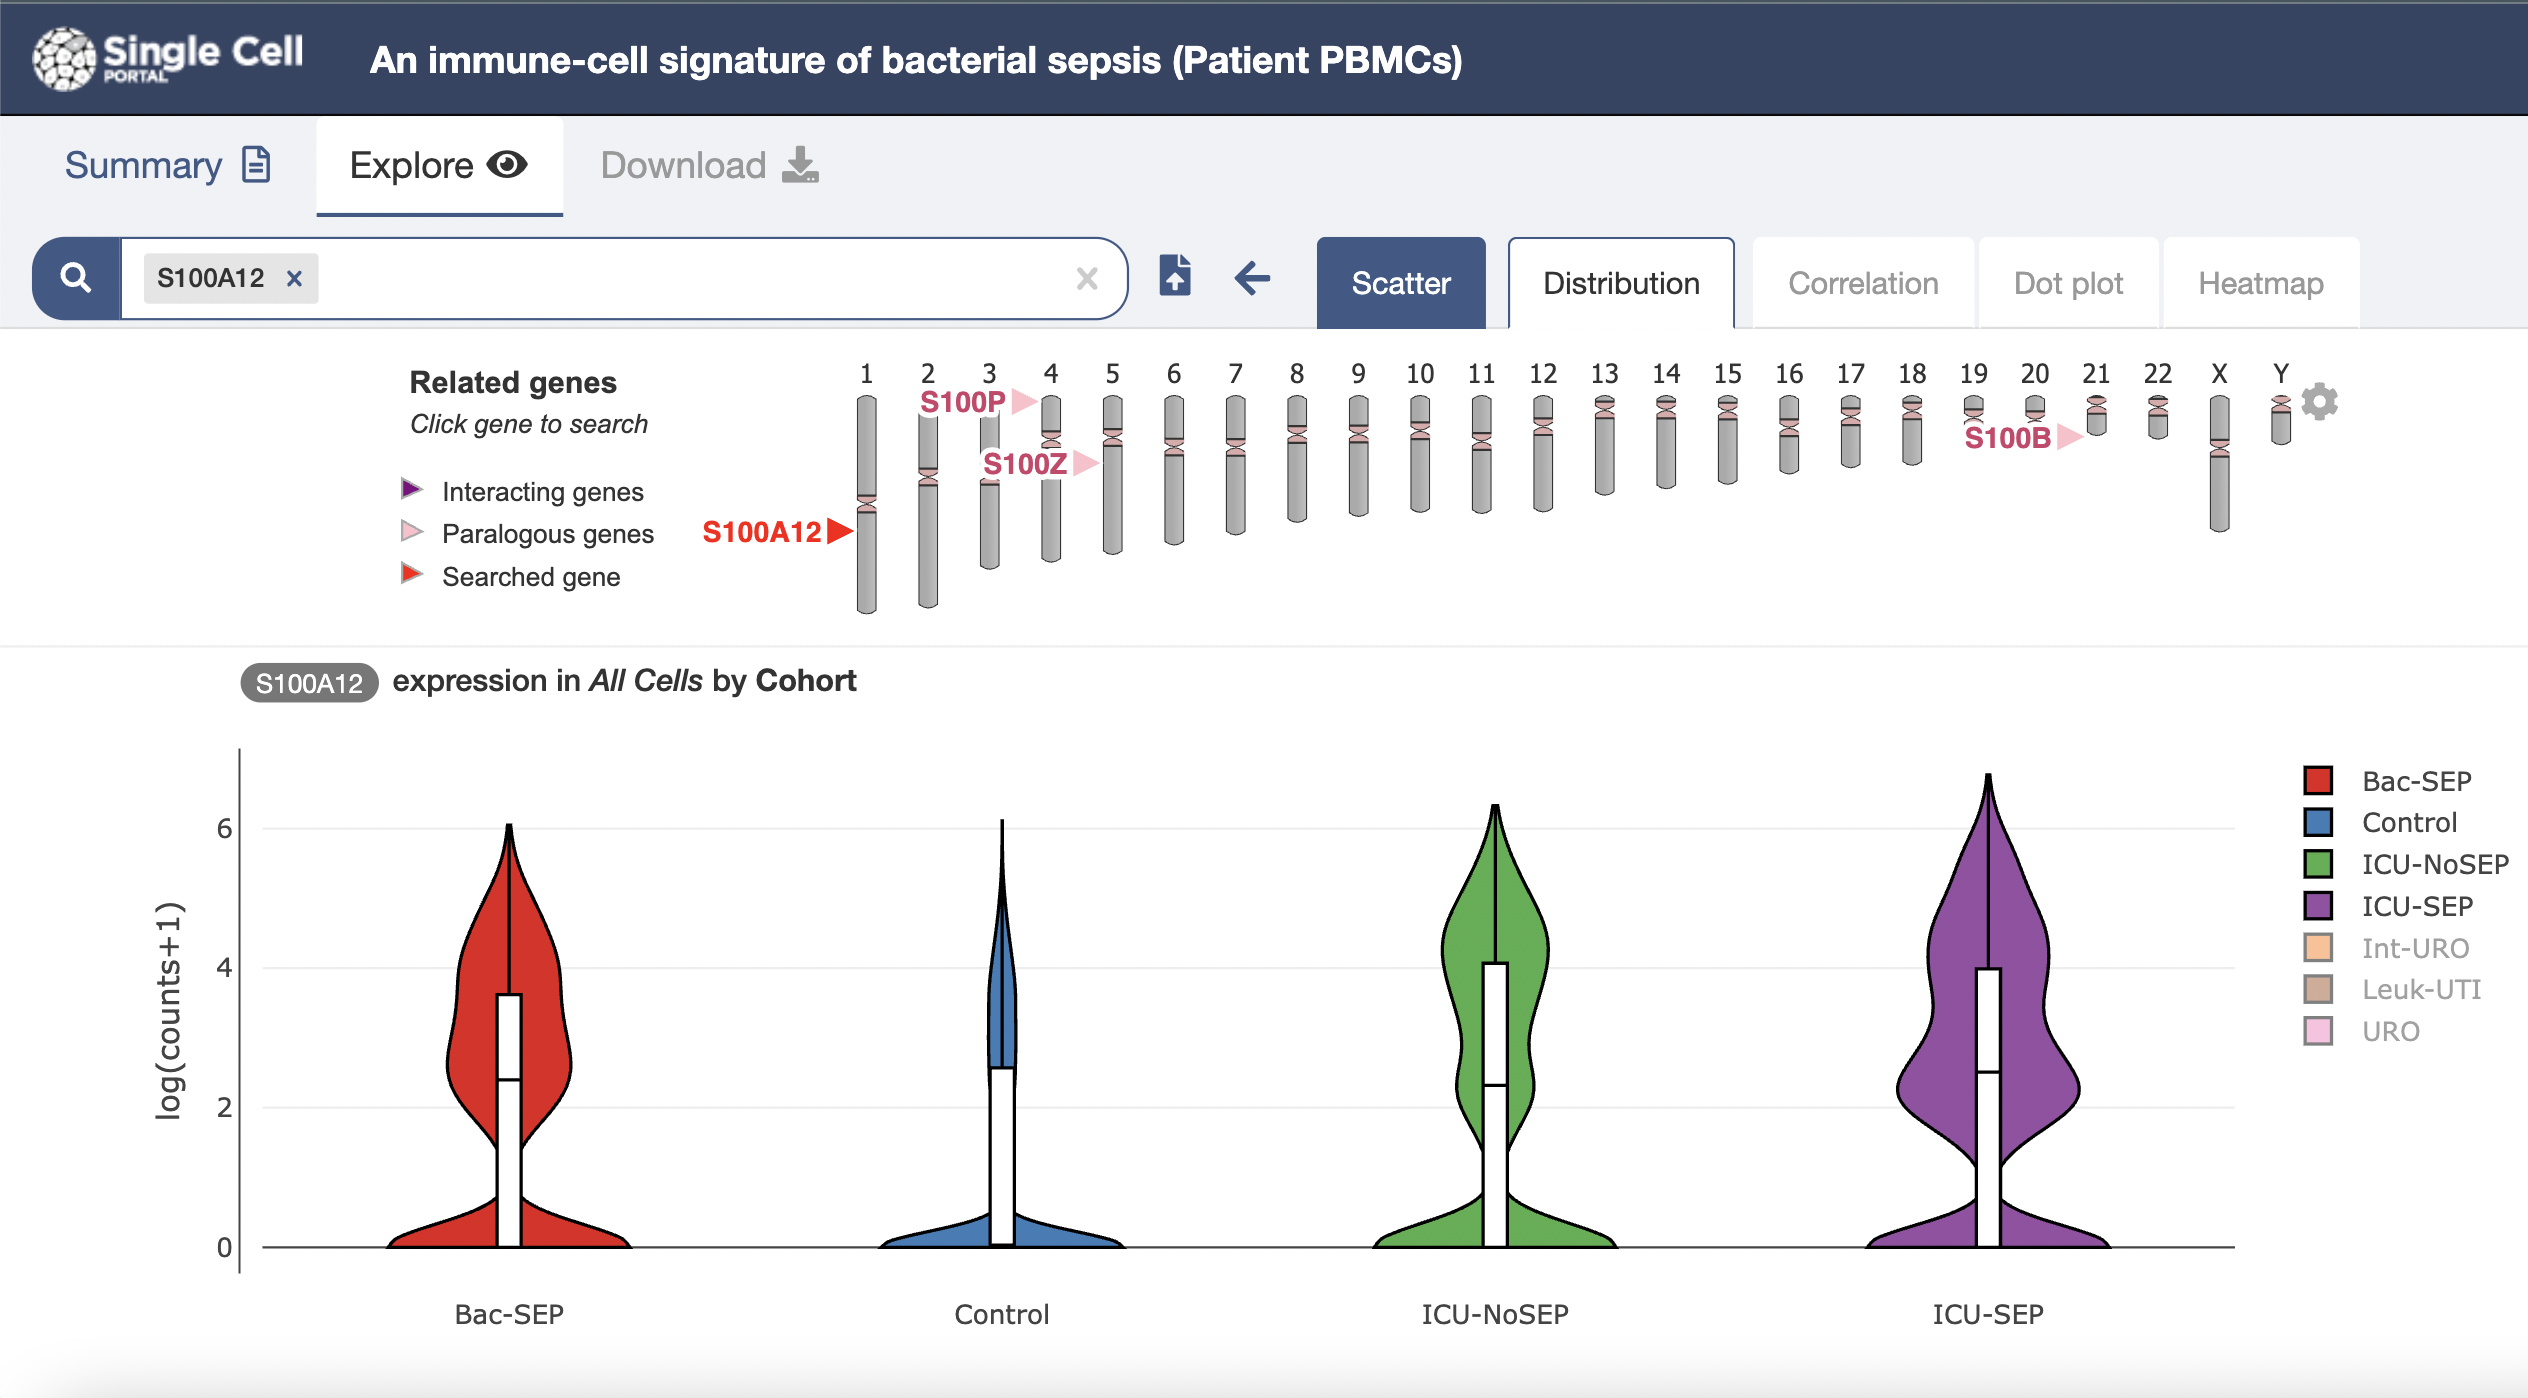 Single Cell
PORTAL
An immune-cell signature of bacterial sepsis (Patient PBMCs)
Summary
Explore
Download
S100A12 ×
×
Scatter
Distribution
Correlation
Dot plot
Heatmap
Related genes
Click gene to search
Interacting genes
Paralogous genes
Searched gene
1 2 3 4 5 6 7 8 9 10 11 12 13 14 15 16 17 18 19 20 21 22 X Y
S100P
S100B
S100Z
S100A12
S100A12 expression in All Cells by Cohort
log(counts+1)
6
4
2
0
Bac-SEP
Control
ICU-NoSEP
ICU-SEP
Bac-SEP
Control
ICU-NoSEP
ICU-SEP
Int-URO
Leuk-UTI
URO